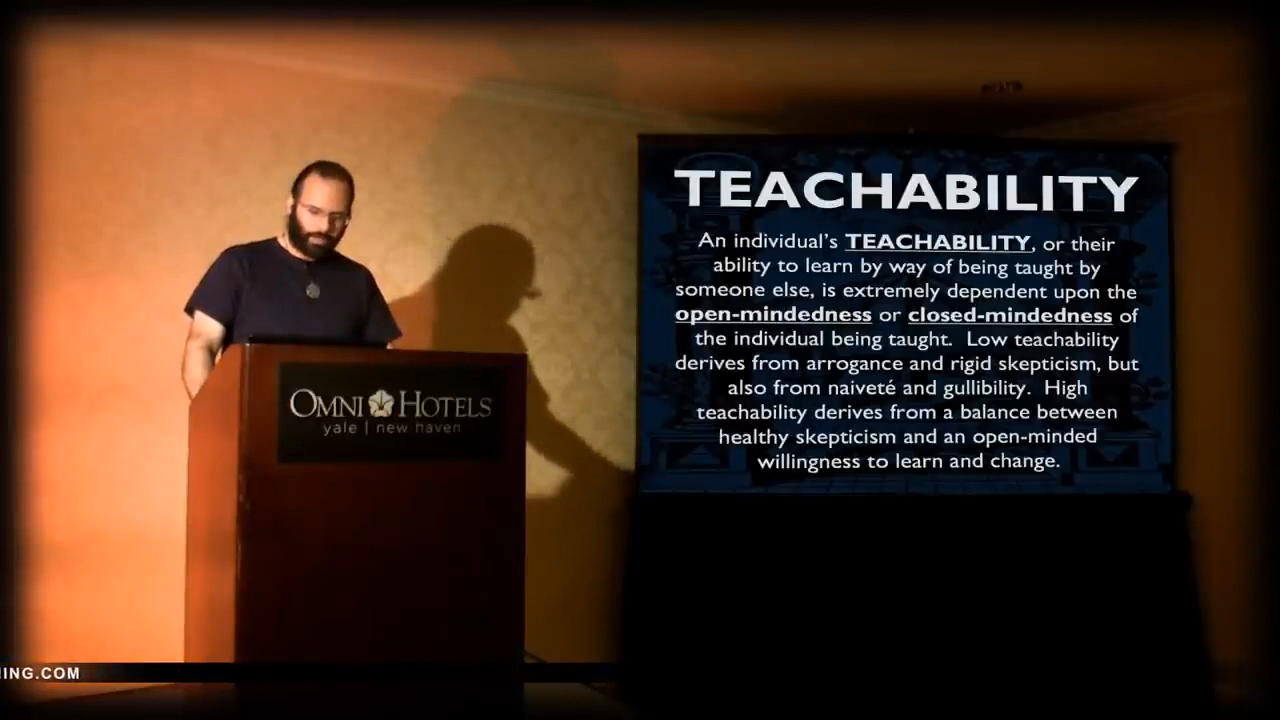 TEACHABILITY
An individual's TEACHABILITY, or their
ability to learn by way of being taught by
someone else, is extremely dependent upon the
open-mindedness or closed-mindedness of
the individual being taught.  Low teachability
derives from arrogance and rigid skepticism, but
also from naiveté and gullibility.  High
teachability derives from a balance between
healthy skepticism and an open-minded
willingness to learn and change.
OMNI HOTELS
yale | new haven
ING.COM